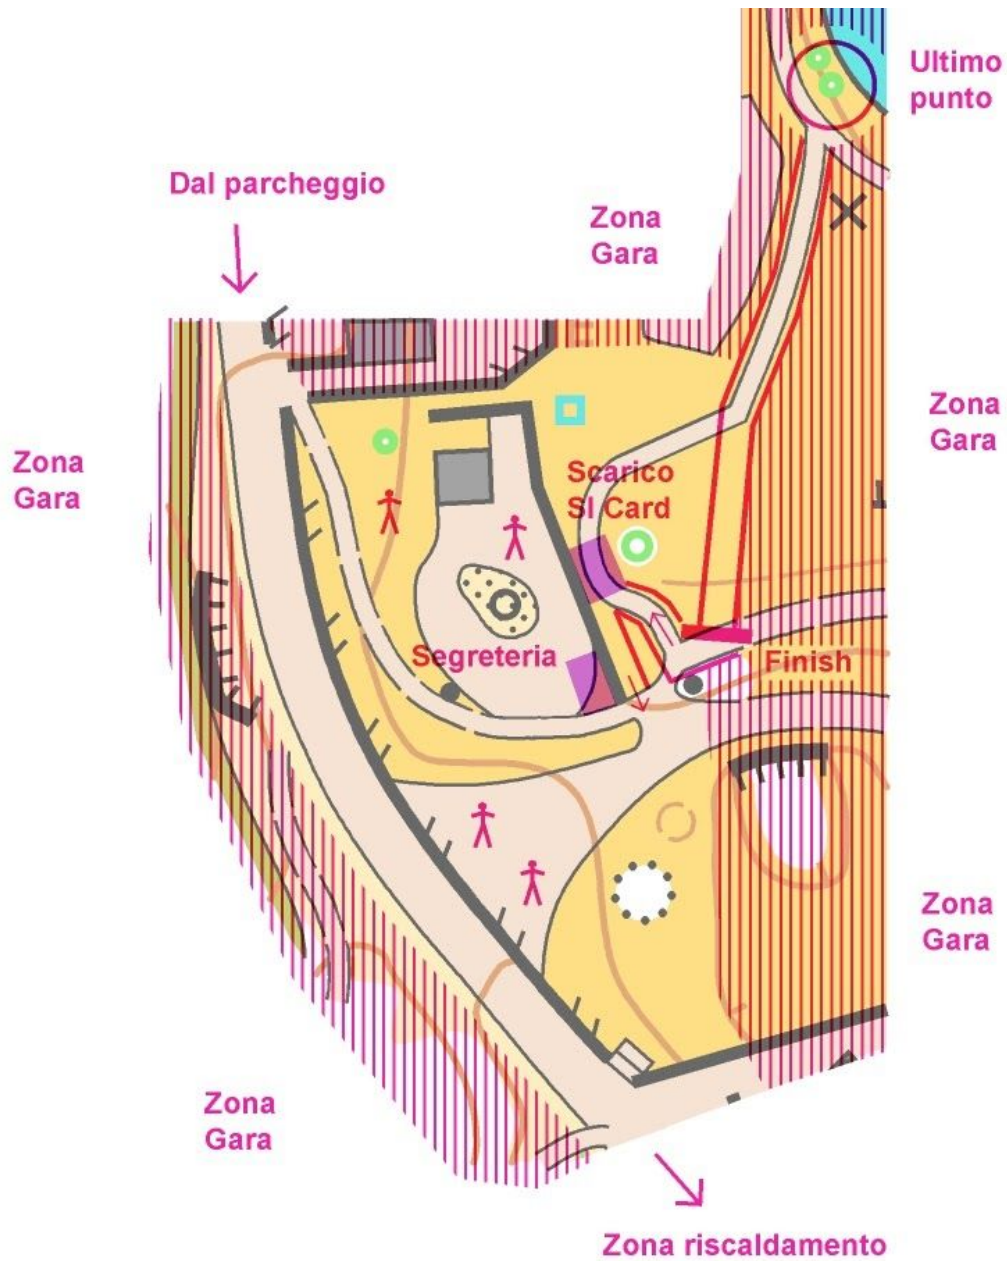 Ultimo
punto
Dal parcheggio
Zona
Gara
Zona
Gara
Zona
Gara
Scarico
SI Card
Segreteria
Finish
Zona
Gara
Zona
Gara
Zona riscaldamento